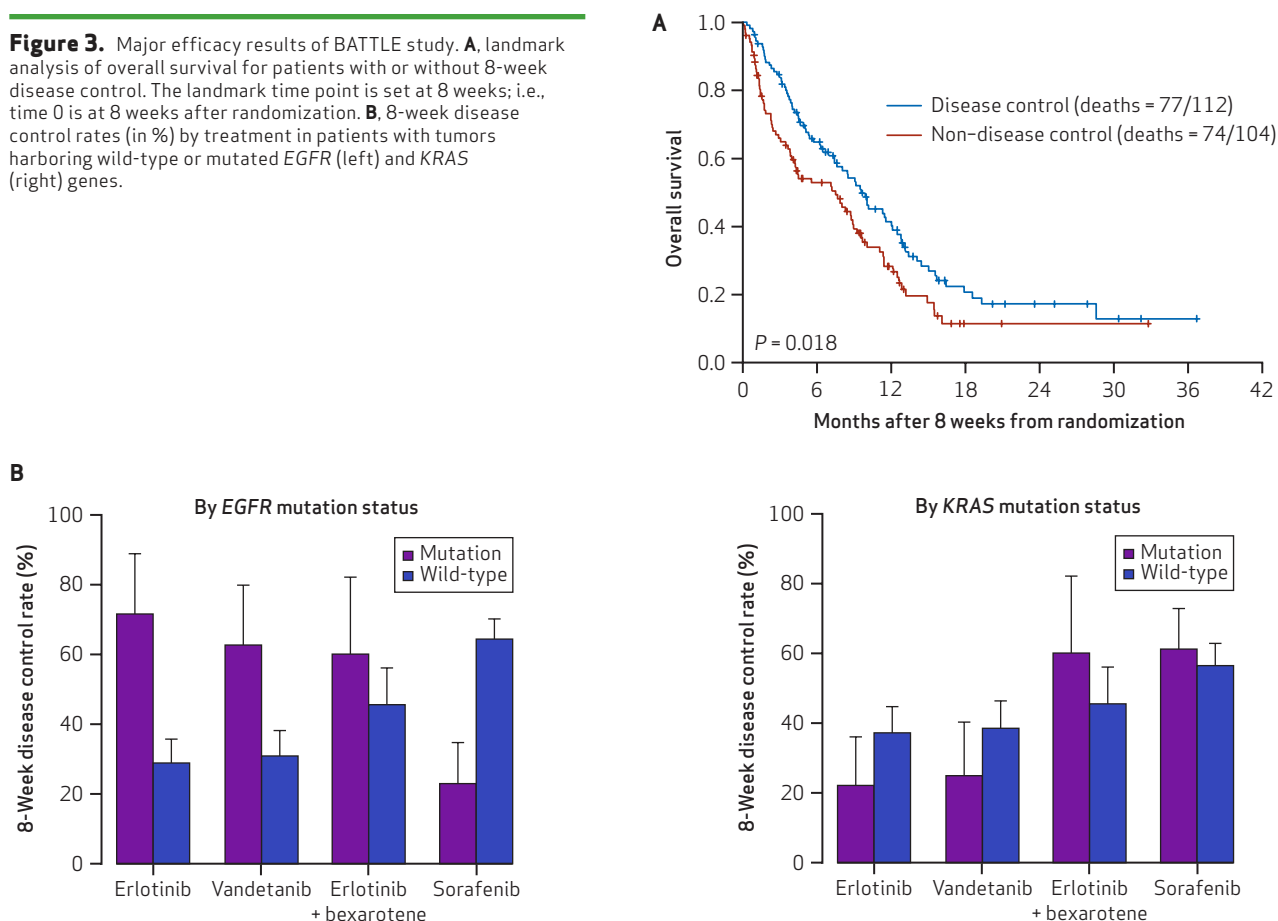 Figure 3. Major efficacy results of BATTLE study. A, landmark
analysis of overall survival for patients with or without 8-week
disease control. The landmark time point is set at 8 weeks; i.e.,
time 0 is at 8 weeks after randomization. B, 8-week disease
control rates (in %) by treatment in patients with tumors
harboring wild-type or mutated EGFR (left) and KRAS
(right) genes.
A
Overall survival
1.0
0.8
0.6
0.4
0.2
0.0
Disease control (deaths = 77/112)
Non–disease control (deaths = 74/104)
P = 0.018
0 6 12 18 24 30 36 42
Months after 8 weeks from randomization
B
By EGFR mutation status
8-Week disease control rate (%)
100
80
60
40
20
0
Mutation
Wild-type
Erlotinib Vandetanib Erlotinib Sorafenib
+ bexarotene
By KRAS mutation status
8-Week disease control rate (%)
100
80
60
40
20
0
Mutation
Wild-type
Erlotinib Vandetanib Erlotinib Sorafenib
+ bexarotene